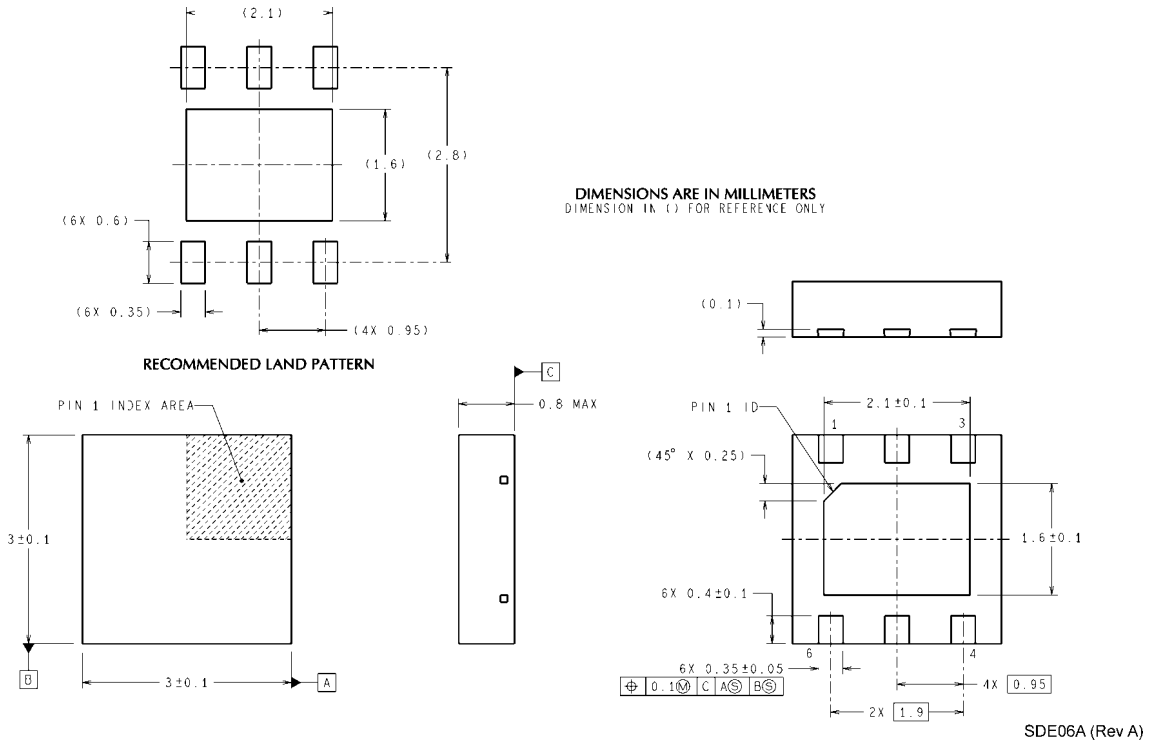 (2.1)
(1.6)
(2.8)
(6X 0.6)
(6X 0.35)
(4X 0.95)
RECOMMENDED LAND PATTERN
DIMENSIONS ARE IN MILLIMETERS
DIMENSION IN () FOR REFERENCE ONLY
(0.1)
PIN 1 INDEX AREA
3±0.1
B
3±0.1
A
C
0.8 MAX
PIN 1 ID
2.1±0.1
1
3
(45° X 0.25)
1.6±0.1
6X 0.4±0.1
6
4
6X 0.35±0.05
⌖ 0.1Ⓜ C AⓈ BⓈ
4X 0.95
2X 1.9
SDE06A (Rev A)